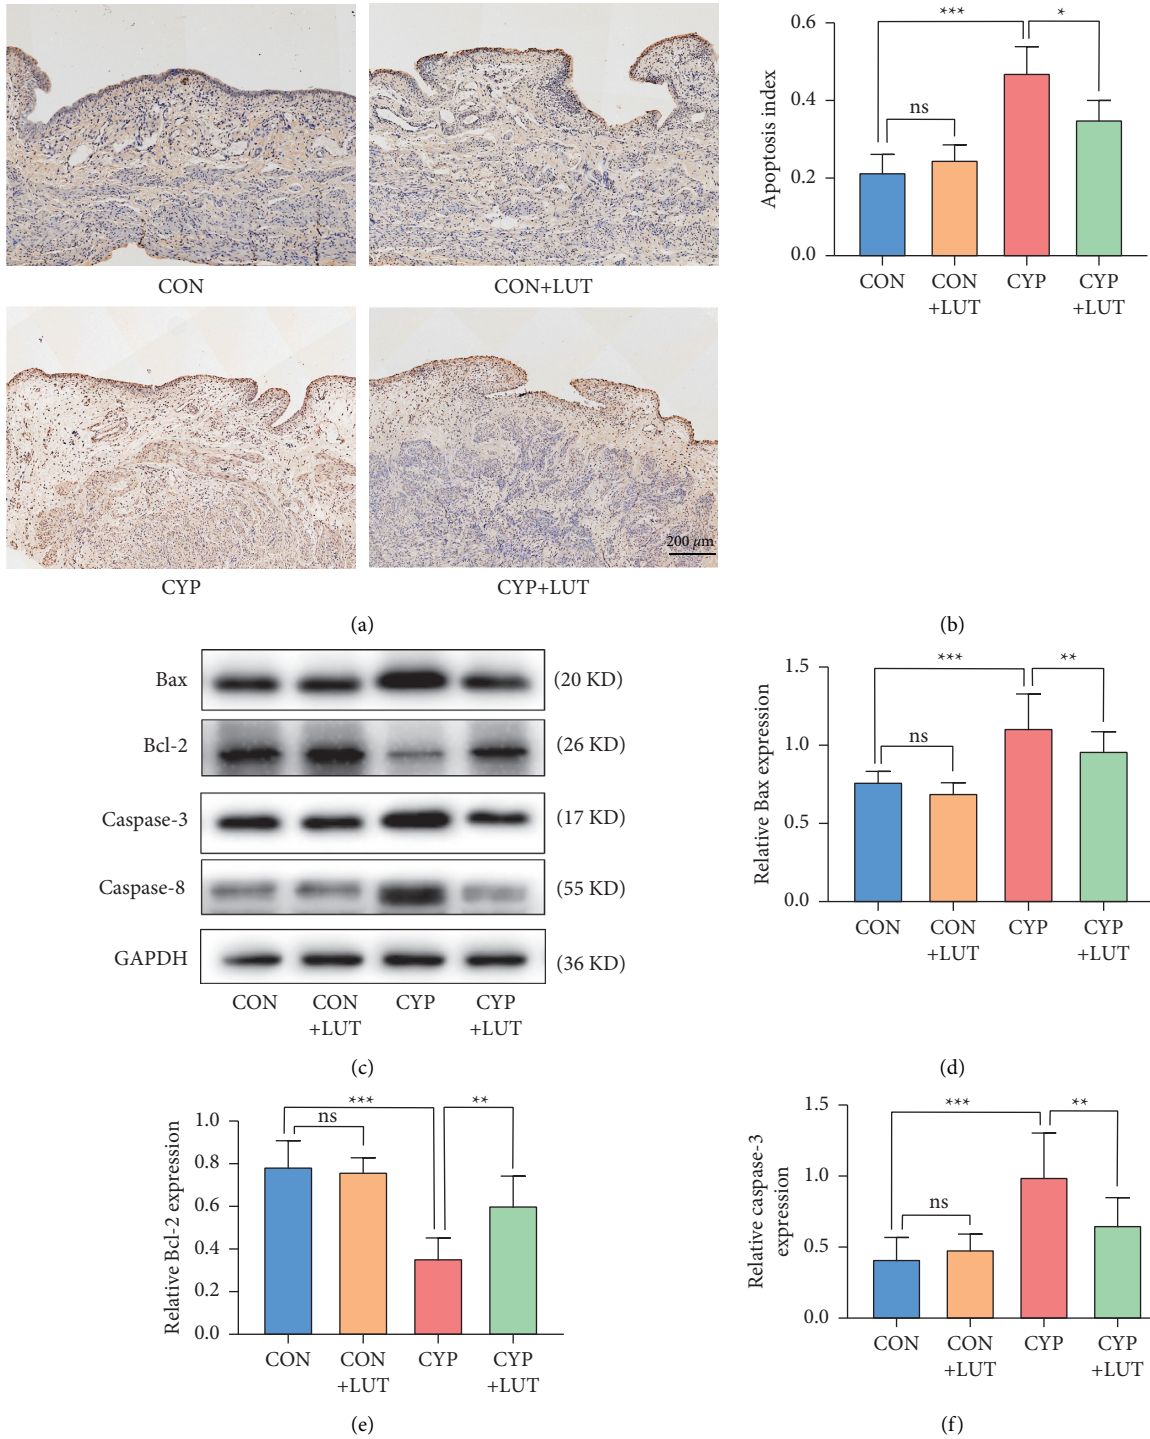 CON
CON+LUT
CYP
CYP+LUT
200 μm
(a)
Apoptosis index
0.6
0.4
0.2
0.0
***
*
ns
CON
CON
+LUT
CYP
CYP
+LUT
(b)
Bax
(20 KD)
Bcl-2
(26 KD)
Caspase-3
(17 KD)
Caspase-8
(55 KD)
GAPDH
(36 KD)
CON
CON
+LUT
CYP
CYP
+LUT
(c)
Relative Bax expression
1.5
1.0
0.5
0.0
***
**
ns
CON
CON
+LUT
CYP
CYP
+LUT
(d)
Relative Bcl-2 expression
1.0
0.8
0.6
0.4
0.2
0.0
***
**
ns
CON
CON
+LUT
CYP
CYP
+LUT
(e)
Relative caspase-3
expression
1.5
1.0
0.5
0.0
***
**
ns
CON
CON
+LUT
CYP
CYP
+LUT
(f)